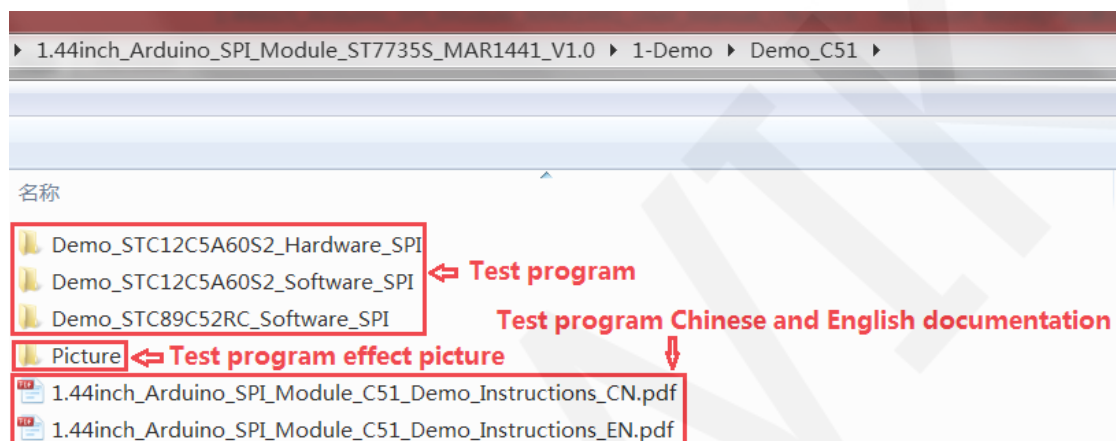 1.44inch_Arduino_SPI_Module_ST7735S_MAR1441_V1.0 ▸ 1-Demo ▸ Demo_C51 ▸
名称
Demo_STC12C5A60S2_Hardware_SPI
Demo_STC12C5A60S2_Software_SPI
Test program
Demo_STC89C52RC_Software_SPI
Test program Chinese and English documentation
Picture
Test program effect picture
1.44inch_Arduino_SPI_Module_C51_Demo_Instructions_CN.pdf
1.44inch_Arduino_SPI_Module_C51_Demo_Instructions_EN.pdf